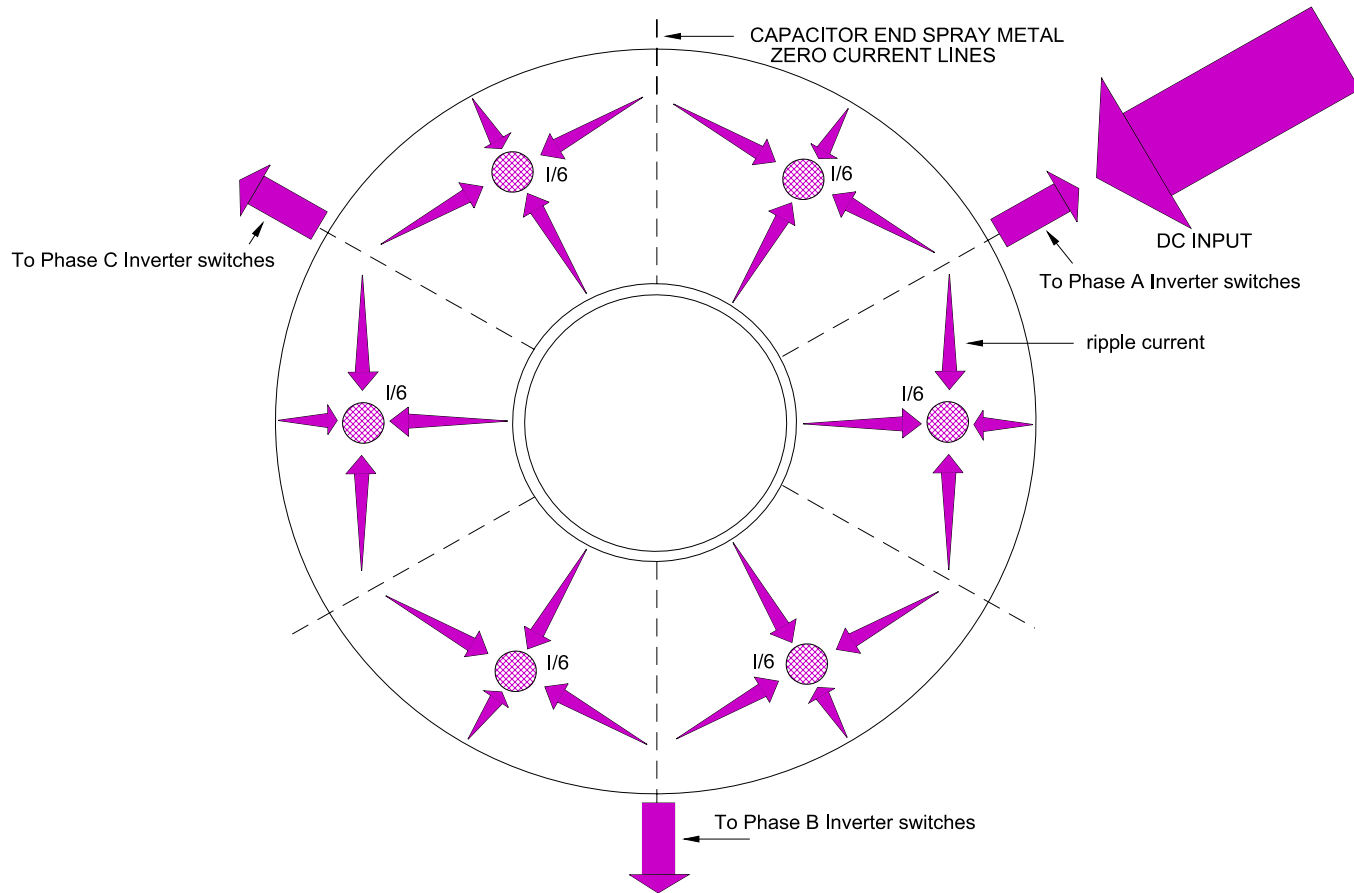 CAPACITOR END SPRAY METAL
ZERO CURRENT LINES
I/6
I/6
DC INPUT
To Phase C Inverter switches
To Phase A Inverter switches
ripple current
I/6
I/6
I/6
I/6
To Phase B Inverter switches